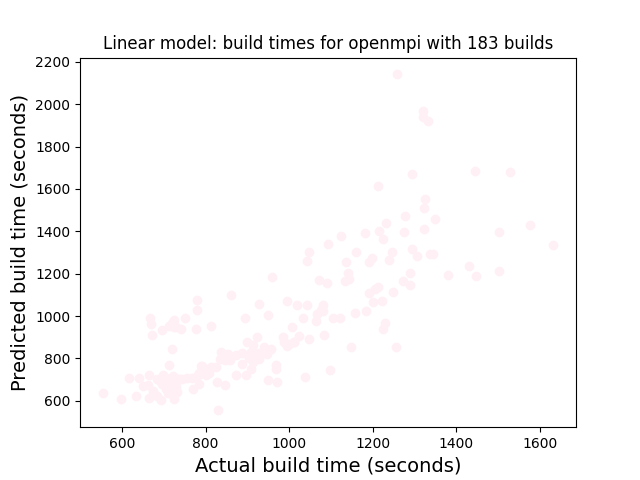 Linear model: build times for openmpi with 183 builds
2200
2000
1800
1600
1400
1200
1000
800
600
Predicted build time (seconds)
600 800 1000 1200 1400 1600
Actual build time (seconds)